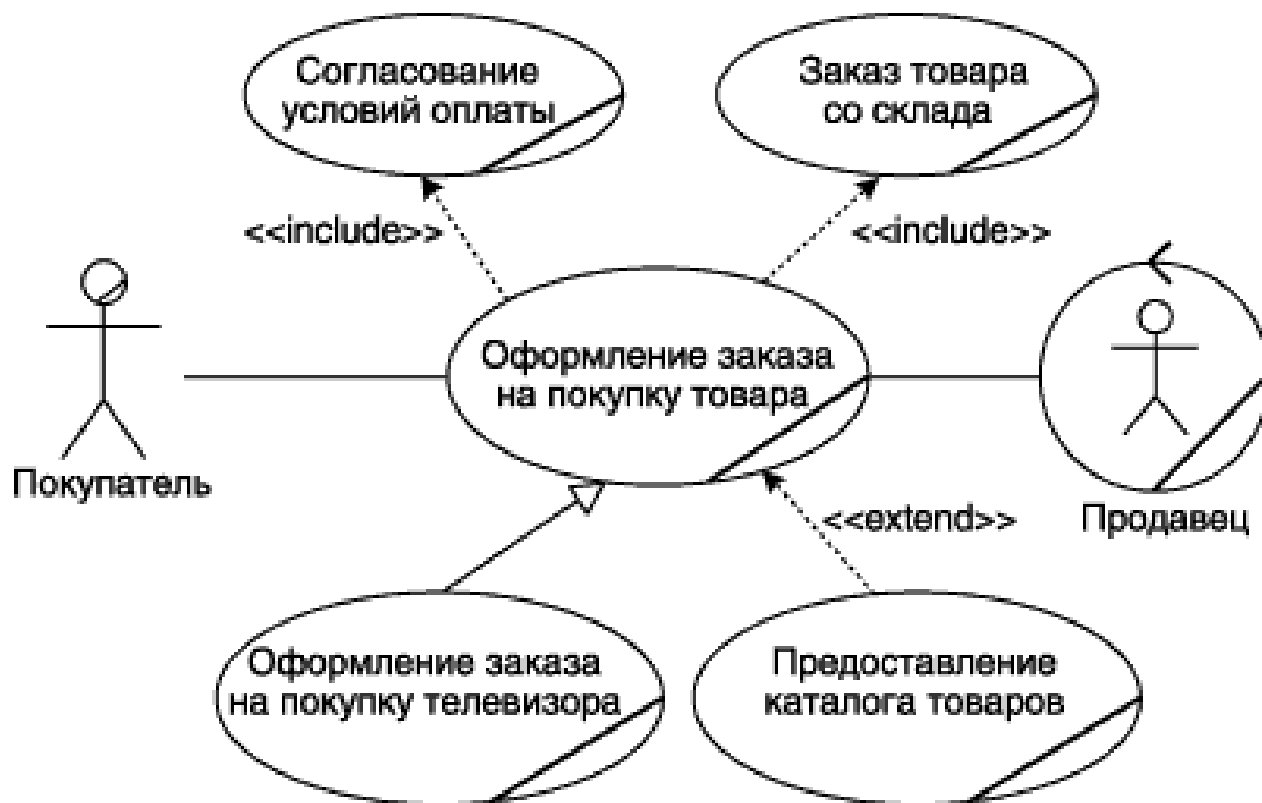 Согласование
условий оплаты
Заказ товара
со склада
<<include>>
<<include>>
Оформление заказа
на покупку товара
Покупатель
<<extend>>
Продавец
Оформление заказа
на покупку телевизора
Предоставление
каталога товаров